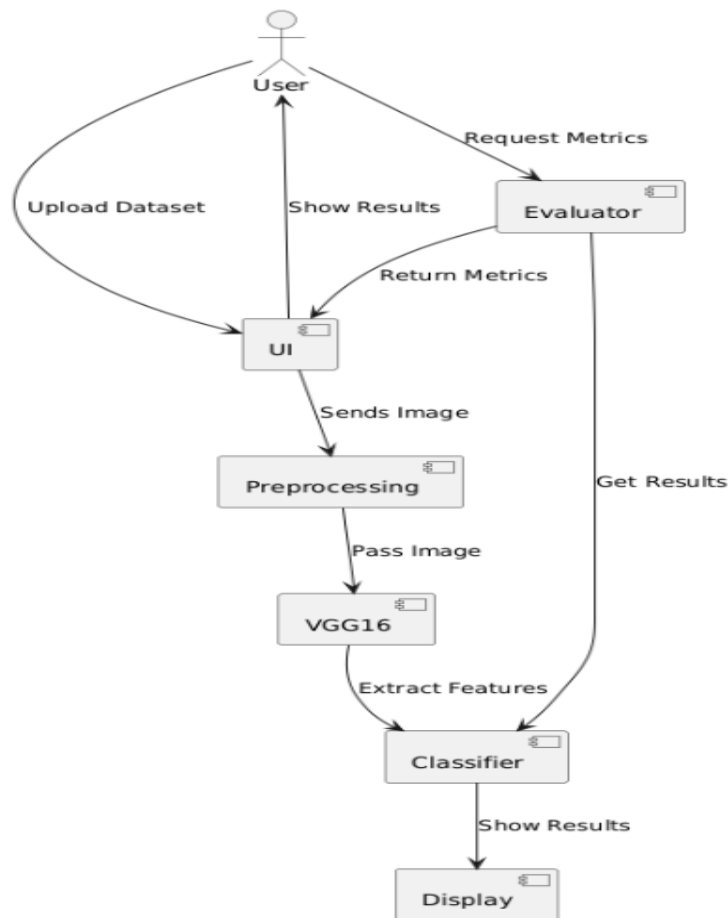 User
Request Metrics
Upload Dataset
Show Results
Evaluator
Return Metrics
UI
Sends Image
Preprocessing
Get Results
Pass Image
VGG16
Extract Features
Classifier
Show Results
Display